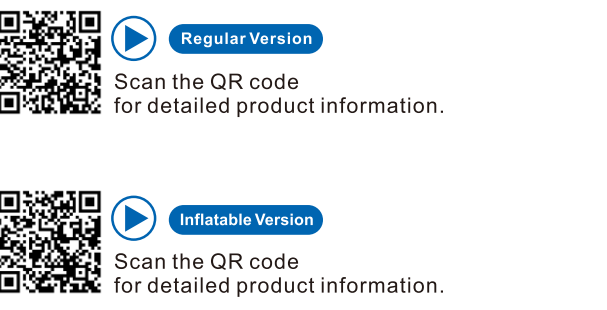 Regular Version
Scan the QR code
for detailed product information.
Inflatable Version
Scan the QR code
for detailed product information.